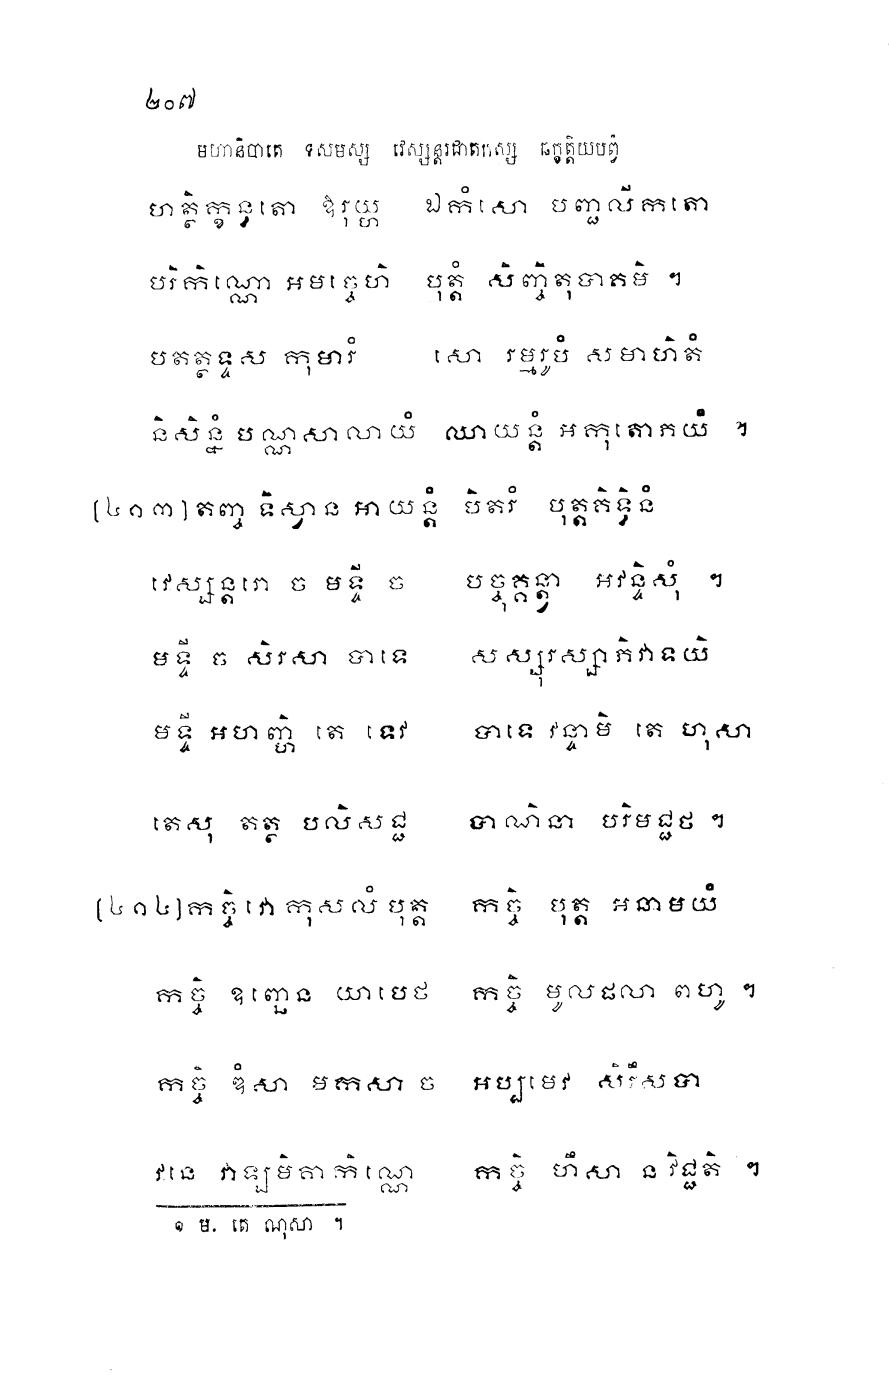 ២០៧
មហានិបាតេ ទសមស្ស វេស្សន្តរជាតកស្ស ឆក្ខត្តិយបព្វំ
ហត្ថិក្ខន្ធតោ ឱរុយ្ហ ឯកំសោ បញ្ជលីកតោ
បរិកិណ្ណោ អមច្ចេហិ បុត្តំ សិញ្ចិតុបាគមិ ។
បតត្ថទ្ទស កុមារំ សោ រម្មរូបំ សមាហិតំ
និសិន្នំ បណ្ណសាលាយំ ឈាយន្តំ អកុតោភយំ ។
[៤១៣] តញ្ច ទិស្វាន អាយន្តំ បិតរំ បុត្តគិទ្ធិនំ
វេស្សន្តរោ ច មទ្ទី ច បច្ចុគ្គន្ត្វា អវន្ទិសុំ ។
មទ្ទី ច សិរសា បាទេ សស្សុរស្សាភិវាទយិ
មទ្ទី អហញ្ហិ តេ ទេវ បាទេ វន្ទាមិ តេ ហុសា
តេសុ តត្ថ បលិសជ្ជ បាណិនា បរិមជ្ជថ ។
[៤១៤] កច្ចិ វោ កុសលំ បុត្ត កច្ចិ បុត្ត អនាមយំ
កច្ចិ ឧញ្ឆេន យាបេថ កច្ចិ មូលផលា ពហូ ។
កច្ចិ ឌំសា មកសា ច អប្បមេវ សិរឹសបា
វនេ វាឡមិគាកិណ្ណេ កច្ចិ ហឹសា ន វិជ្ជតិ ។
១ ម. តេ ណុសា ។